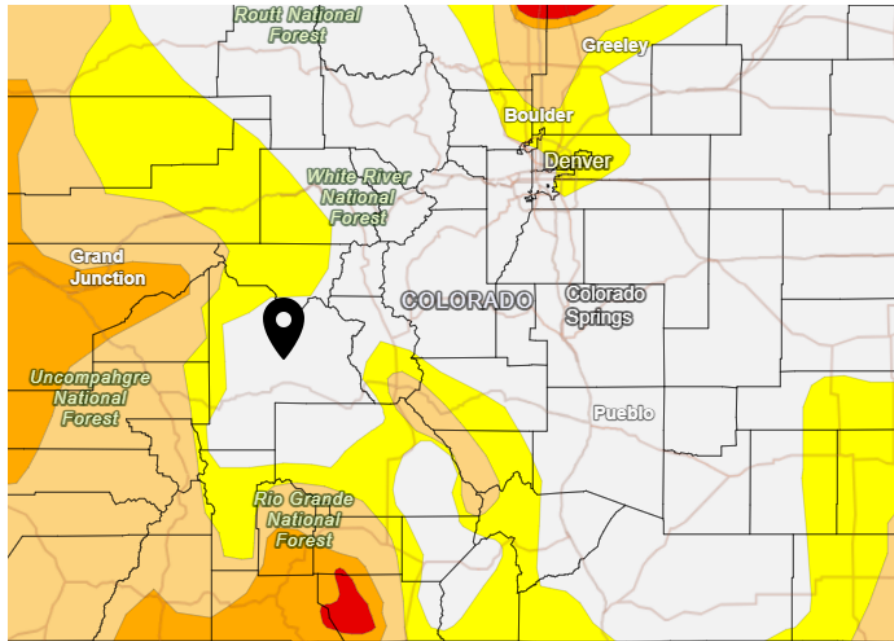 Routt National
Forest
Greeley
Boulder
Denver
White River
National
Forest
Grand
Junction
COLORADO
Colorado
Springs
Uncompahgre
National
Forest
Pueblo
Rio Grande
National
Forest